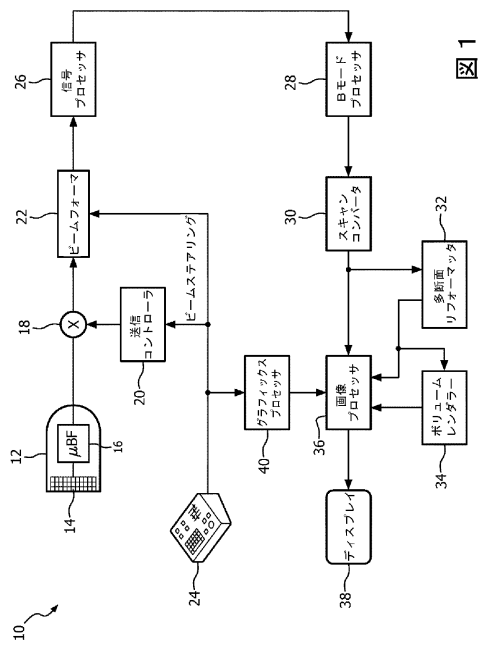 図1
10
12
14
μBF
16
18
X
20
送信
コントローラ
22
ビームフォーマ
24
ビームステアリング
26
信号
プロセッサ
28
Bモード
プロセッサ
30
スキャン
コンバータ
32
多断面
リフォーマッタ
34
ボリューム
レンダラー
36
画像
プロセッサ
38
ディスプレイ
40
グラフィックス
プロセッサ